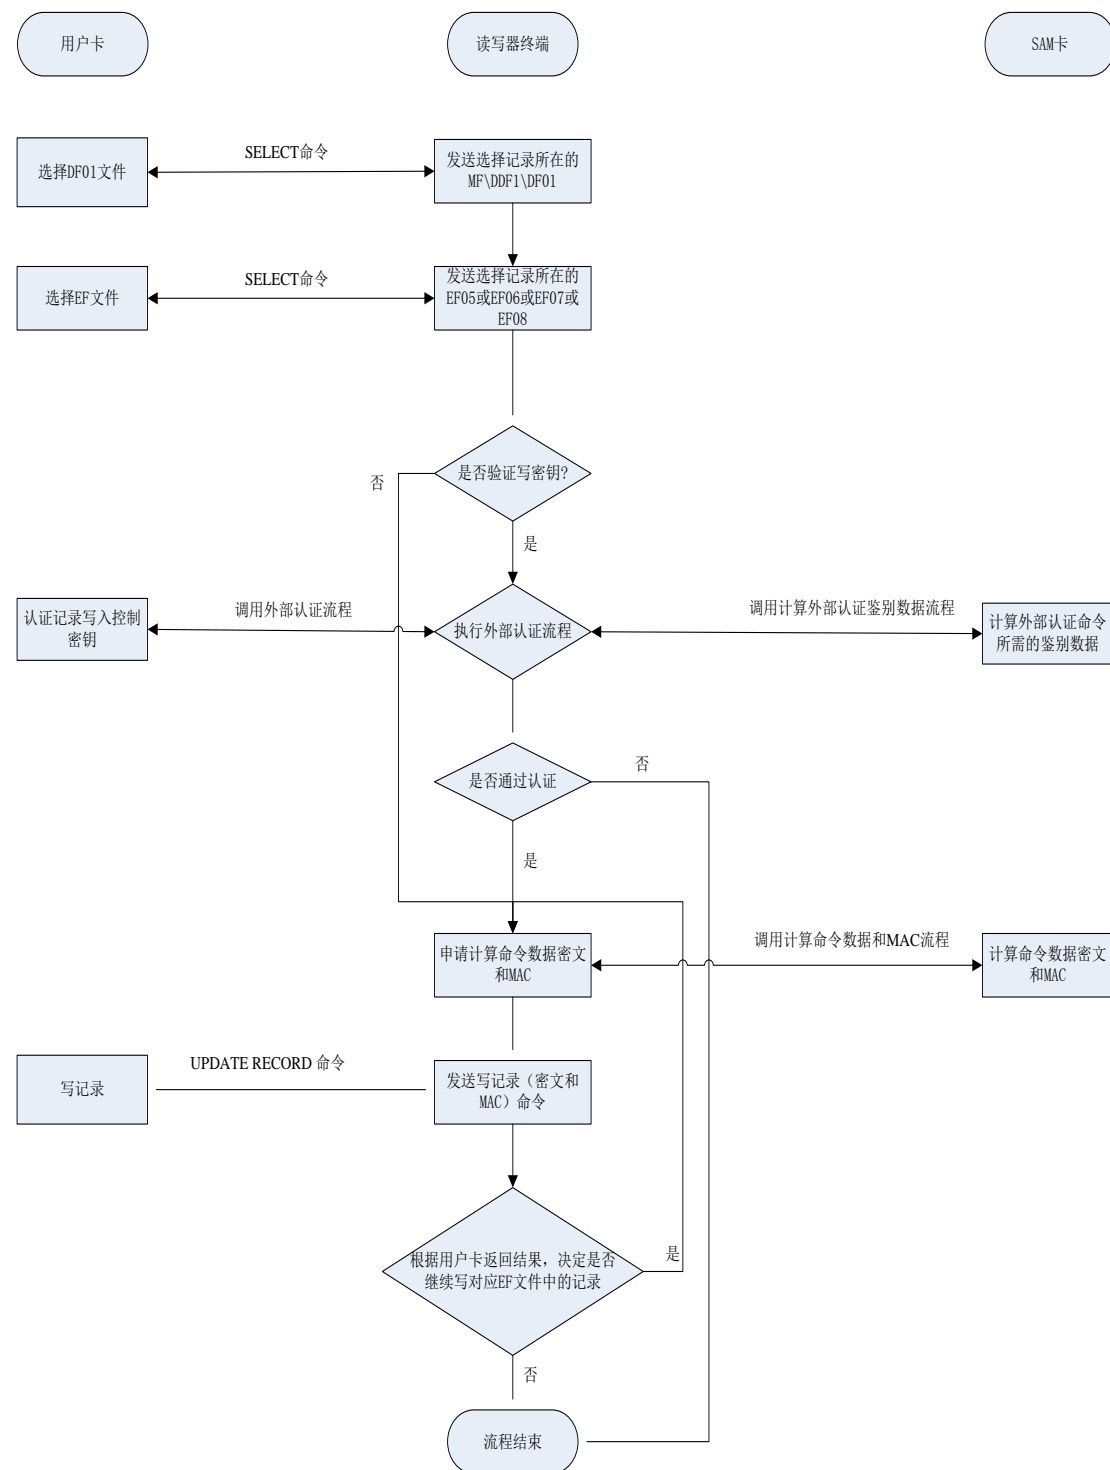 用户卡
读写器终端
SAM卡
选择DF01文件
SELECT命令
发送选择记录所在的
MF\DDF1\DF01
选择EF文件
SELECT命令
发送选择记录所在的
EF05或EF06或EF07或
EF08
是否验证写密钥?
否
是
认证记录写入控制
密钥
调用外部认证流程
执行外部认证流程
调用计算外部认证鉴别数据流程
计算外部认证命令
所需的鉴别数据
是否通过认证
否
是
申请计算命令数据密文
和MAC
调用计算命令数据和MAC流程
计算命令数据密文
和MAC
写记录
UPDATE RECORD 命令
发送写记录（密文和
MAC）命令
根据用户卡返回结果，决定是否
继续写对应EF文件中的记录
是
否
流程结束